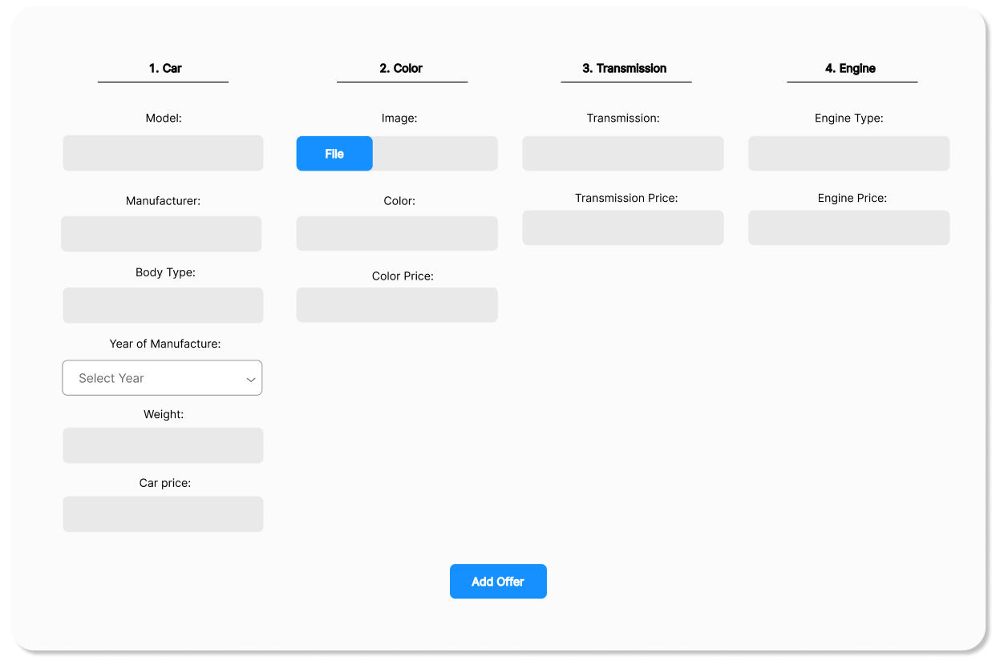 1. Car
Model:
Manufacturer:
Body Type:
Year of Manufacture:
Select Year
Weight:
Car price:
2. Color
Image:
File
Color:
Color Price:
3. Transmission
Transmission:
Transmission Price:
4. Engine
Engine Type:
Engine Price:
Add Offer